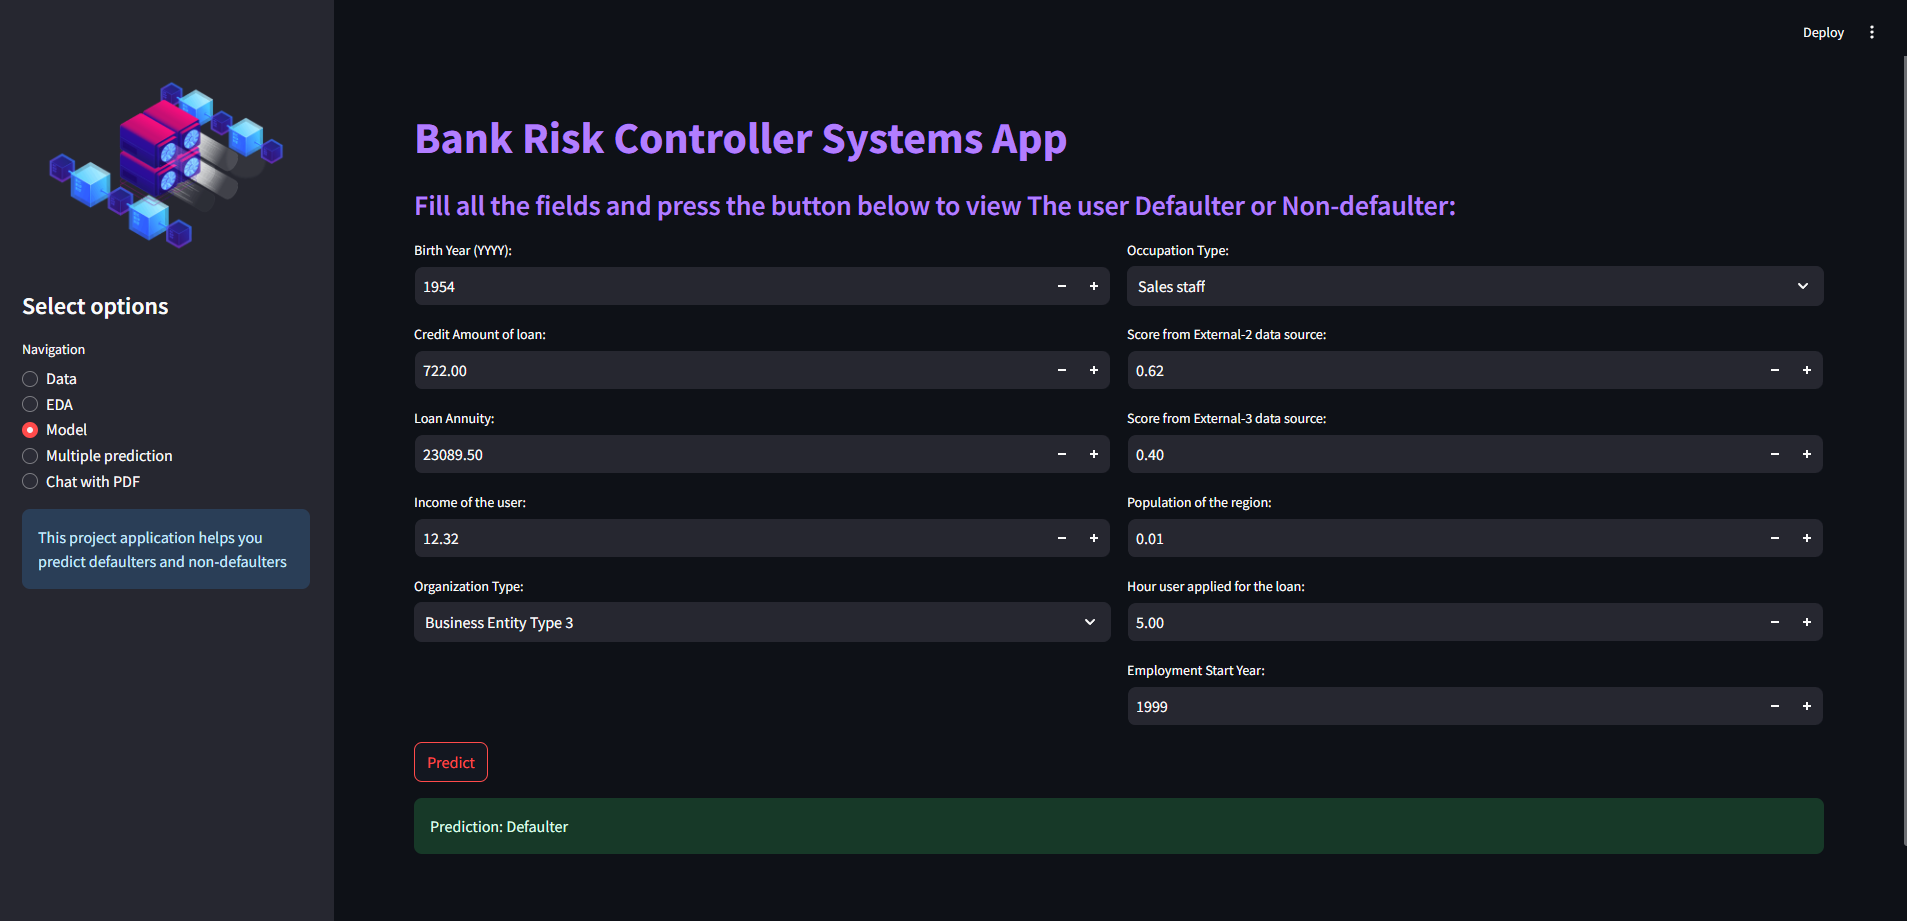 Deploy
Select options
Navigation
Data
EDA
Model
Multiple prediction
Chat with PDF
This project application helps you
predict defaulters and non-defaulters
Bank Risk Controller Systems App
Fill all the fields and press the button below to view The user Defaulter or Non-defaulter:
Birth Year (YYYY):
1954
Credit Amount of loan:
722.00
Loan Annuity:
23089.50
Income of the user:
12.32
Organization Type:
Business Entity Type 3
Occupation Type:
Sales staff
Score from External-2 data source:
0.62
Score from External-3 data source:
0.40
Population of the region:
0.01
Hour user applied for the loan:
5.00
Employment Start Year:
1999
Predict
Prediction: Defaulter